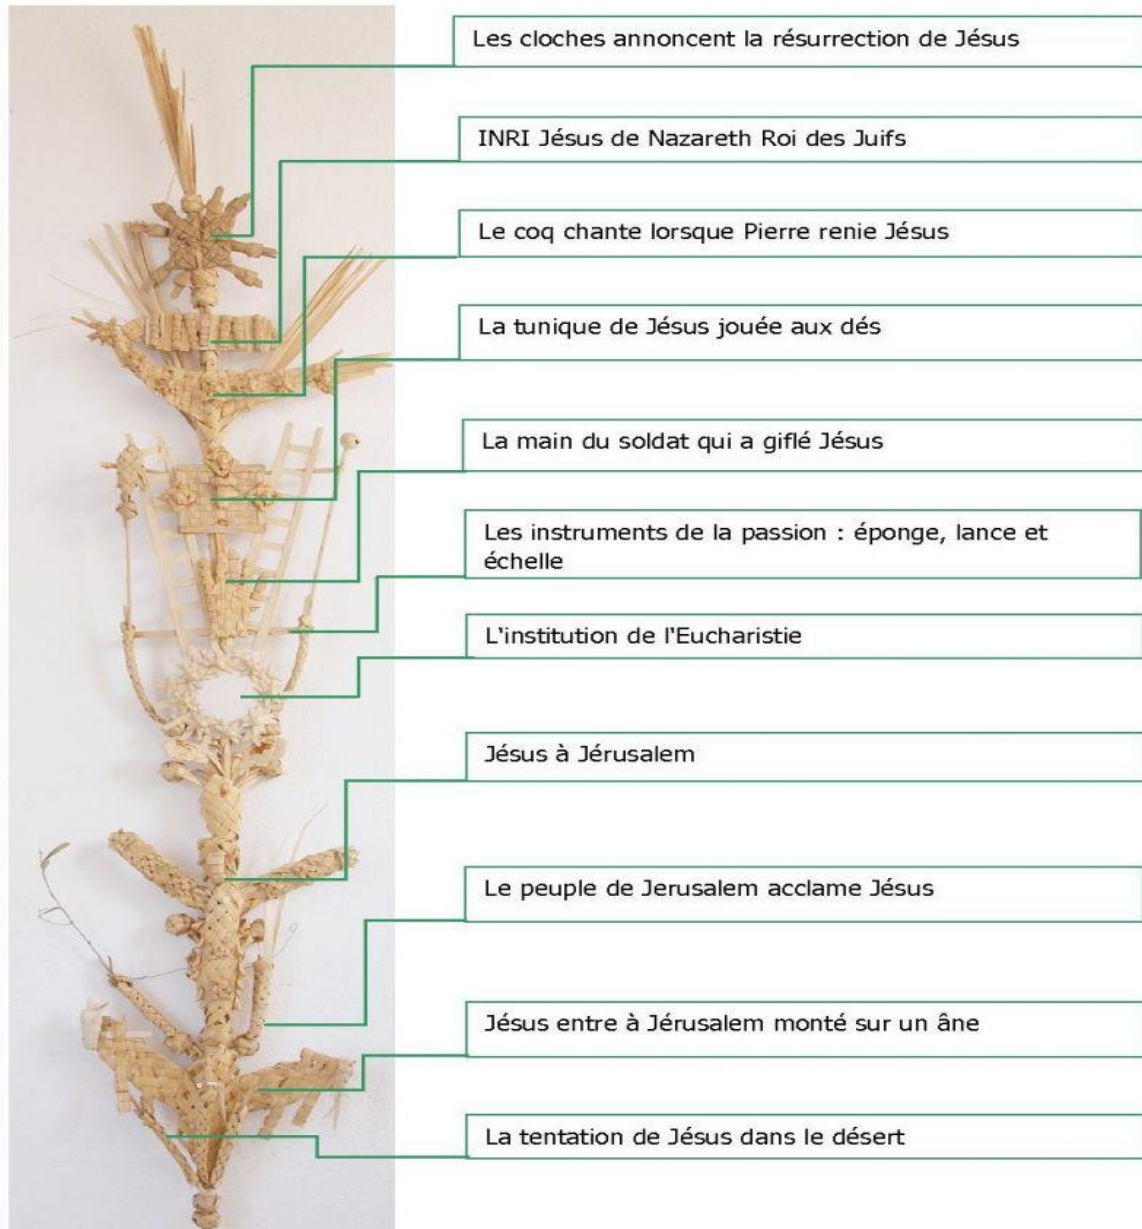 Les cloches annoncent la résurrection de Jésus
INRI Jésus de Nazareth Roi des Juifs
Le coq chante lorsque Pierre renie Jésus
La tunique de Jésus jouée aux dés
La main du soldat qui a giflé Jésus
Les instruments de la passion : éponge, lance et
échelle
L'institution de l'Eucharistie
Jésus à Jérusalem
Le peuple de Jerusalem acclame Jésus
Jésus entre à Jérusalem monté sur un âne
La tentation de Jésus dans le désert